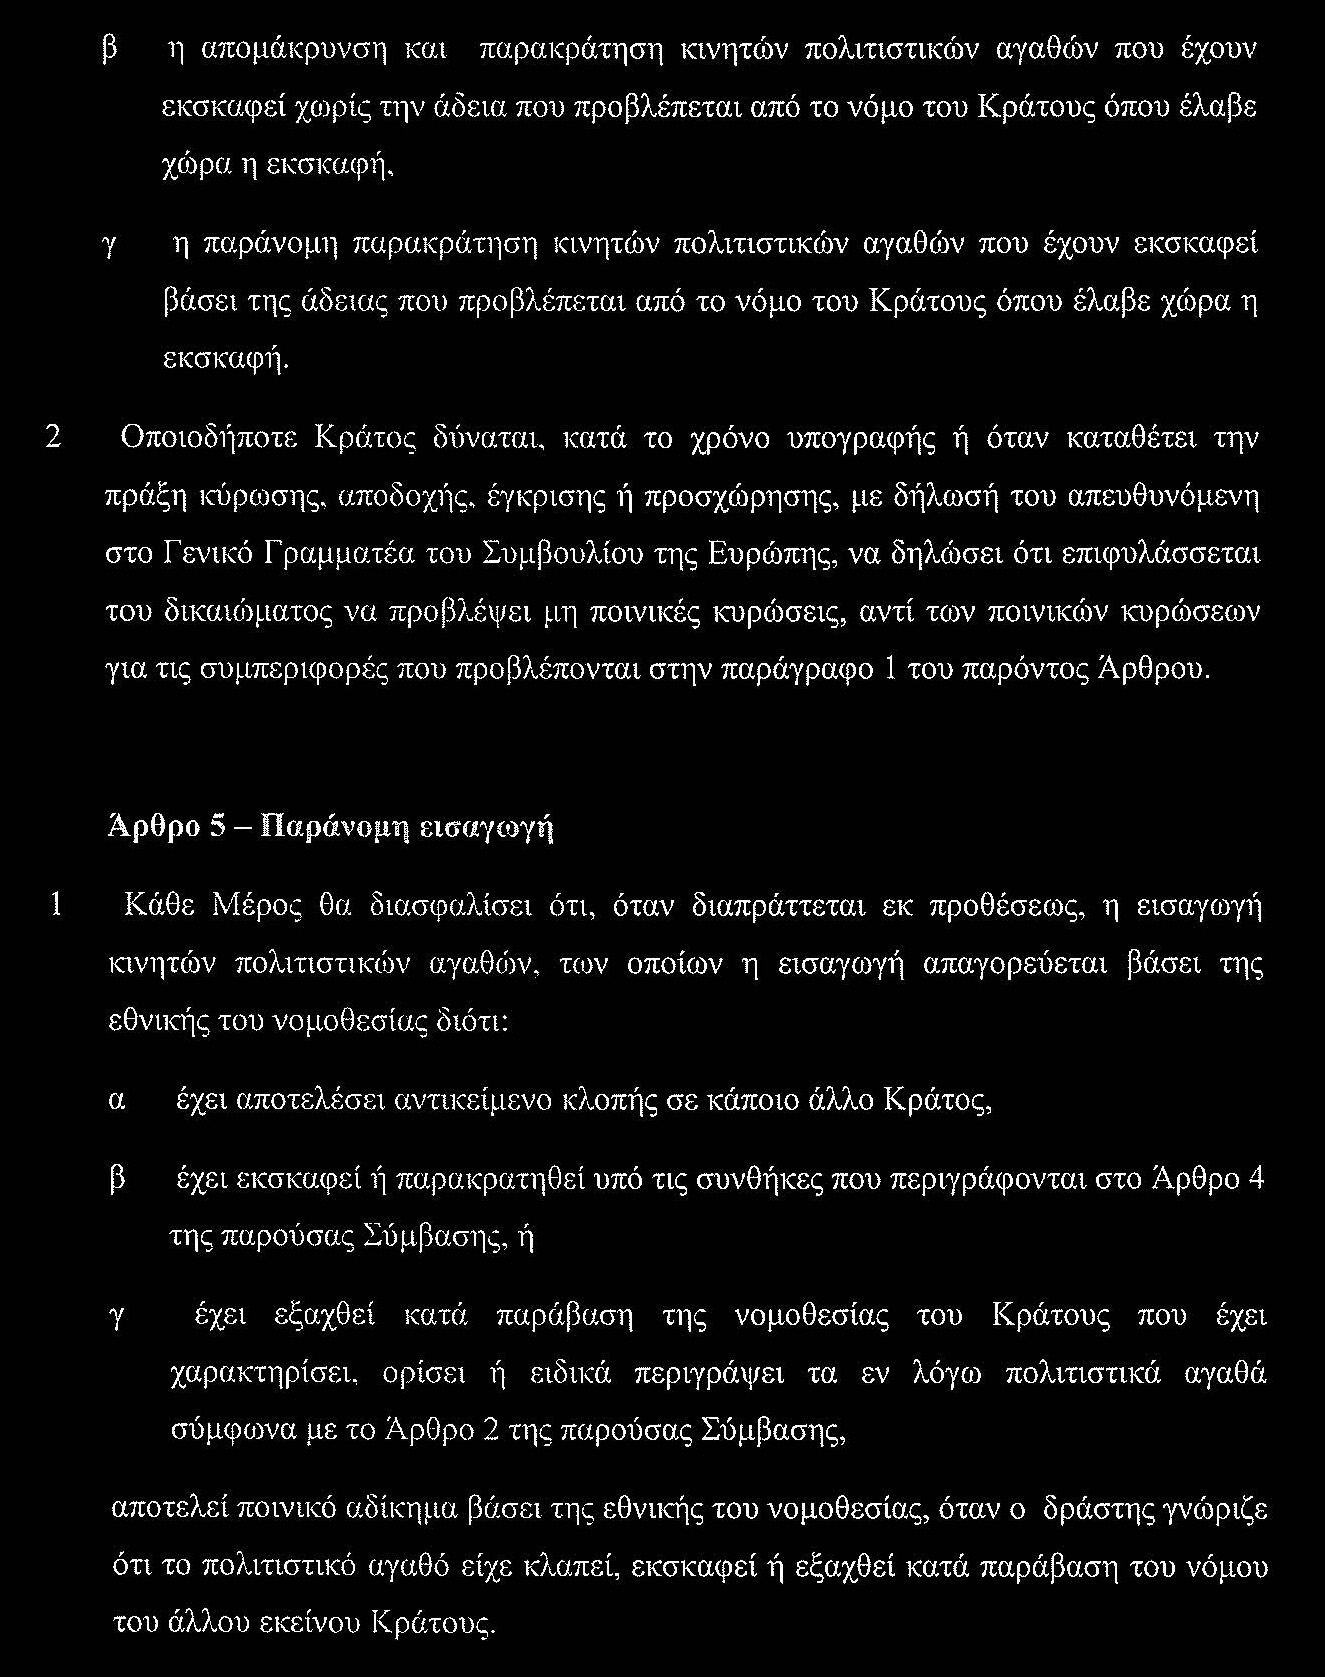 β η απομάκρυνση και παρακράτηση κινητών πολιτιστικών αγαθών που έχουν
εκσκαφεί χωρίς την άδεια που προβλέπεται από το νόμο του Κράτους όπου έλαβε
χώρα η εκσκαφή,
γ η παράνομη παρακράτηση κινητών πολιτιστικών αγαθών που έχουν εκσκαφεί
βάσει της άδειας που προβλέπεται από το νόμο του Κράτους όπου έλαβε χώρα η
εκσκαφή.
2 Οποιοδήποτε Κράτος δύναται, κατά το χρόνο υπογραφής ή όταν καταθέτει την
πράξη κύρωσης, αποδοχής, έγκρισης ή προσχώρησης, με δήλωσή του απευθυνόμενη
στο Γενικό Γραμματέα του Συμβουλίου της Ευρώπης, να δηλώσει ότι επιφυλάσσεται
του δικαιώματος να προβλέψει μη ποινικές κυρώσεις, αντί των ποινικών κυρώσεων
για τις συμπεριφορές που προβλέπονται στην παράγραφο 1 του παρόντος Άρθρου.
Άρθρο 5 – Παράνομη εισαγωγή
1 Κάθε Μέρος θα διασφαλίσει ότι, όταν διαπράττεται εκ προθέσεως, η εισαγωγή
κινητών πολιτιστικών αγαθών, των οποίων η εισαγωγή απαγορεύεται βάσει της
εθνικής του νομοθεσίας διότι:
α έχει αποτελέσει αντικείμενο κλοπής σε κάποιο άλλο Κράτος,
β έχει εκσκαφεί ή παρακρατηθεί υπό τις συνθήκες που περιγράφονται στο Άρθρο 4
της παρούσας Σύμβασης, ή
γ έχει εξαχθεί κατά παράβαση της νομοθεσίας του Κράτους που έχει
χαρακτηρίσει, ορίσει ή ειδικά περιγράψει τα εν λόγω πολιτιστικά αγαθά
σύμφωνα με το Άρθρο 2 της παρούσας Σύμβασης,
αποτελεί ποινικό αδίκημα βάσει της εθνικής του νομοθεσίας, όταν ο δράστης γνώριζε
ότι το πολιτιστικό αγαθό είχε κλαπεί, εκσκαφεί ή εξαχθεί κατά παράβαση του νόμου
του άλλου εκείνου Κράτους.